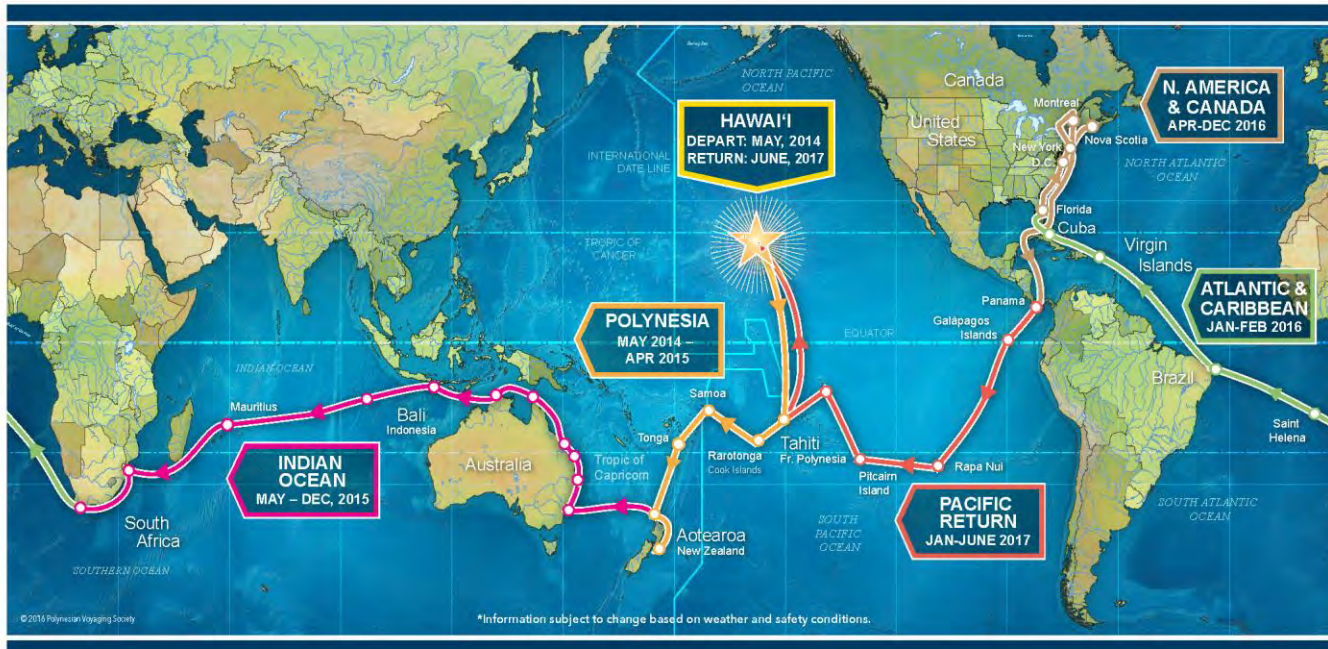 NORTH PACIFIC
OCEAN
Canada
N. AMERICA
& CANADA
APR-DEC 2016
Montreal
United
States
Nova Scotia
New York
D.C.
NORTH ATLANTIC
OCEAN
HAWAIʻI
DEPART: MAY, 2014
RETURN: JUNE, 2017
INTERNATIONAL
DATE LINE
Florida
Cuba
TROPIC OF
CANCER
Virgin
Islands
ATLANTIC &
CARIBBEAN
JAN-FEB 2016
Panama
Galápagos
Islands
POLYNESIA
MAY 2014 –
APR 2015
EQUATOR
INDIAN OCEAN
Brazil
Mauritius
Bali
Indonesia
Samoa
Saint
Helena
Tonga
Rarotonga
Cook Islands
Tahiti
Fr. Polynesia
Australia
Tropic of
Capricorn
INDIAN
OCEAN
MAY – DEC, 2015
Pitcairn
Island
Rapa Nui
PACIFIC
RETURN
JAN-JUNE 2017
SOUTH ATLANTIC
OCEAN
South
Africa
SOUTH
PACIFIC
OCEAN
Aotearoa
New Zealand
SOUTHERN OCEAN
© 2016 Polynesian Voyaging Society
*Information subject to change based on weather and safety conditions.